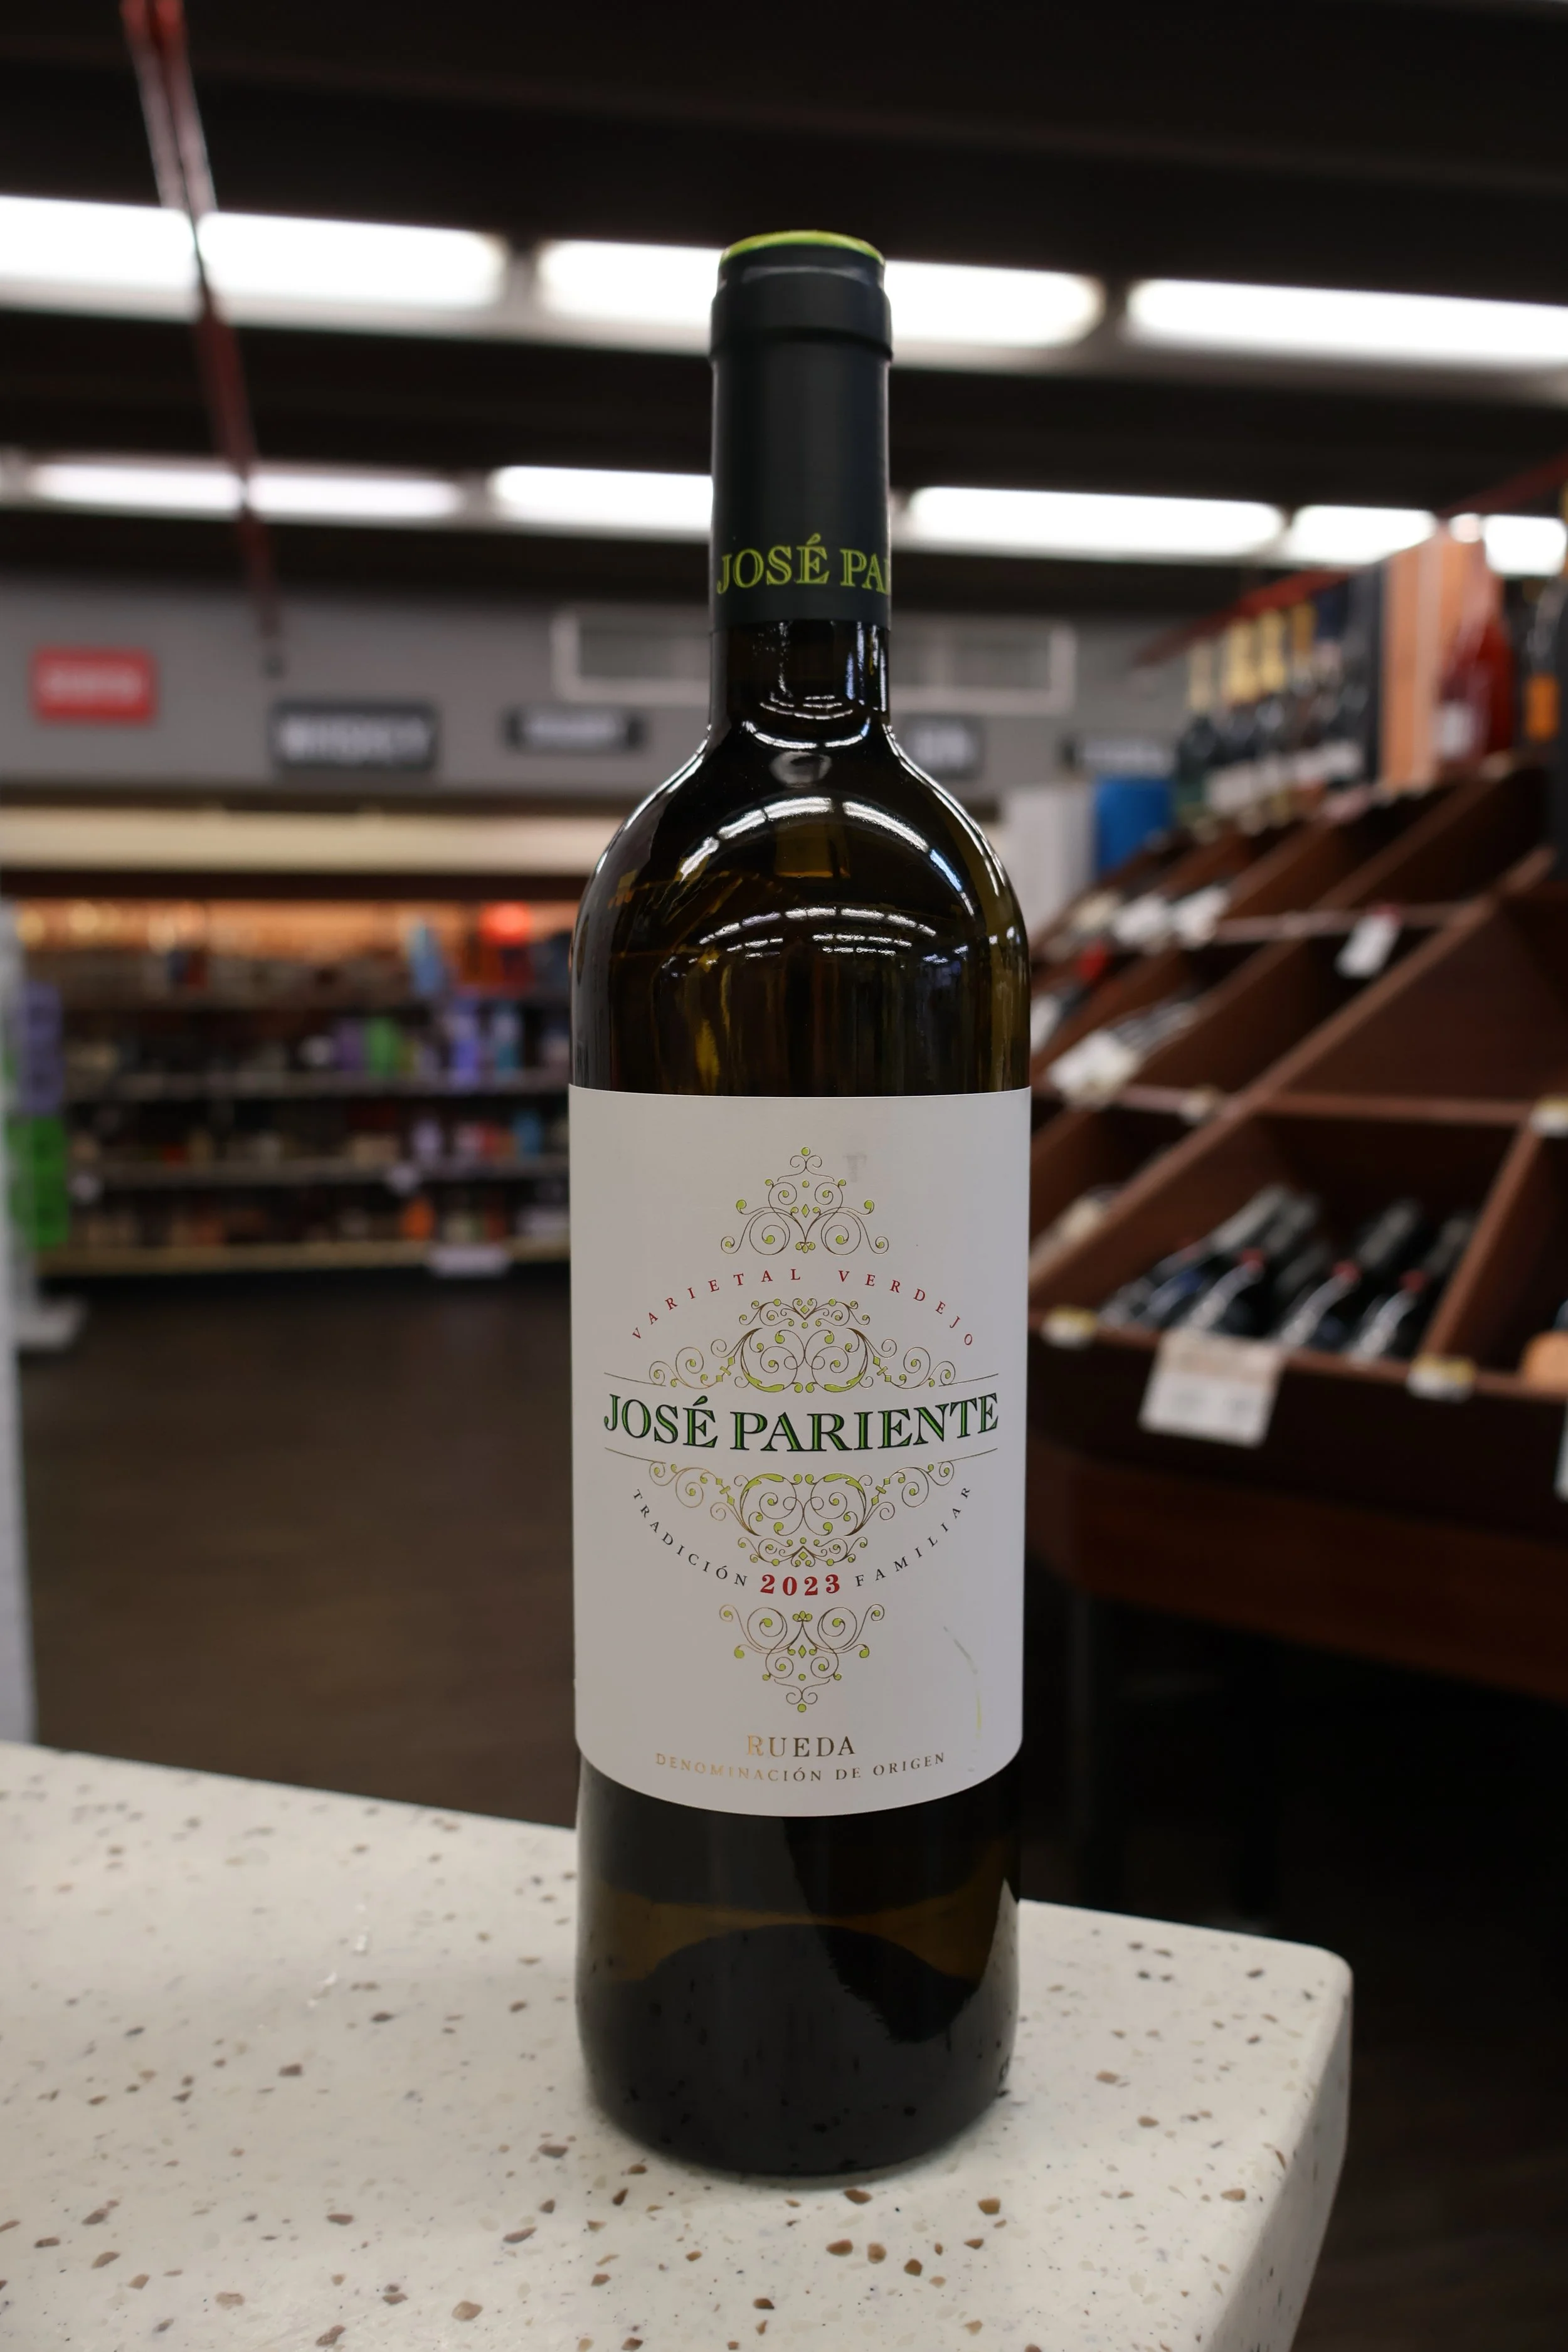 JOSÉ PA
VARIETAL VERDEJO
JOSÉ PARIENTE
TRADICIÓN 2023 FAMILIAR
RUEDA
DENOMINACIÓN DE ORIGEN